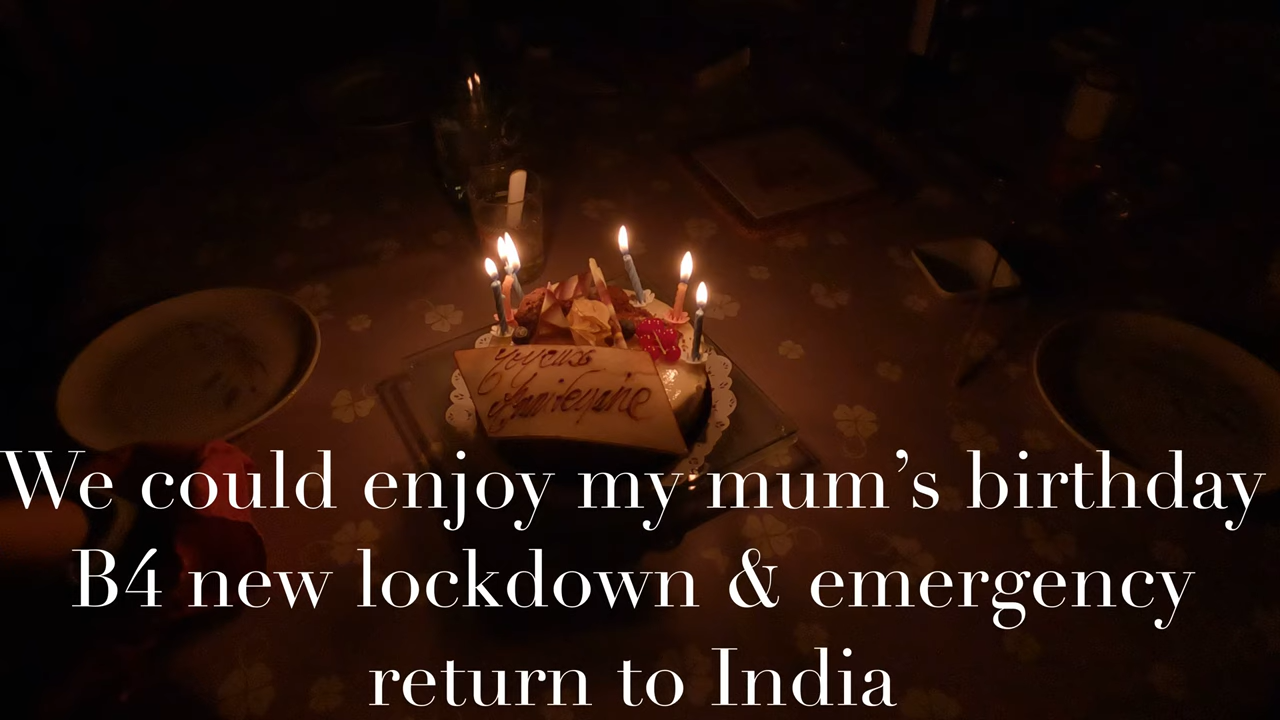 Joyeux
Anniversaire
We could enjoy my mum’s birthday
B4 new lockdown & emergency
return to India